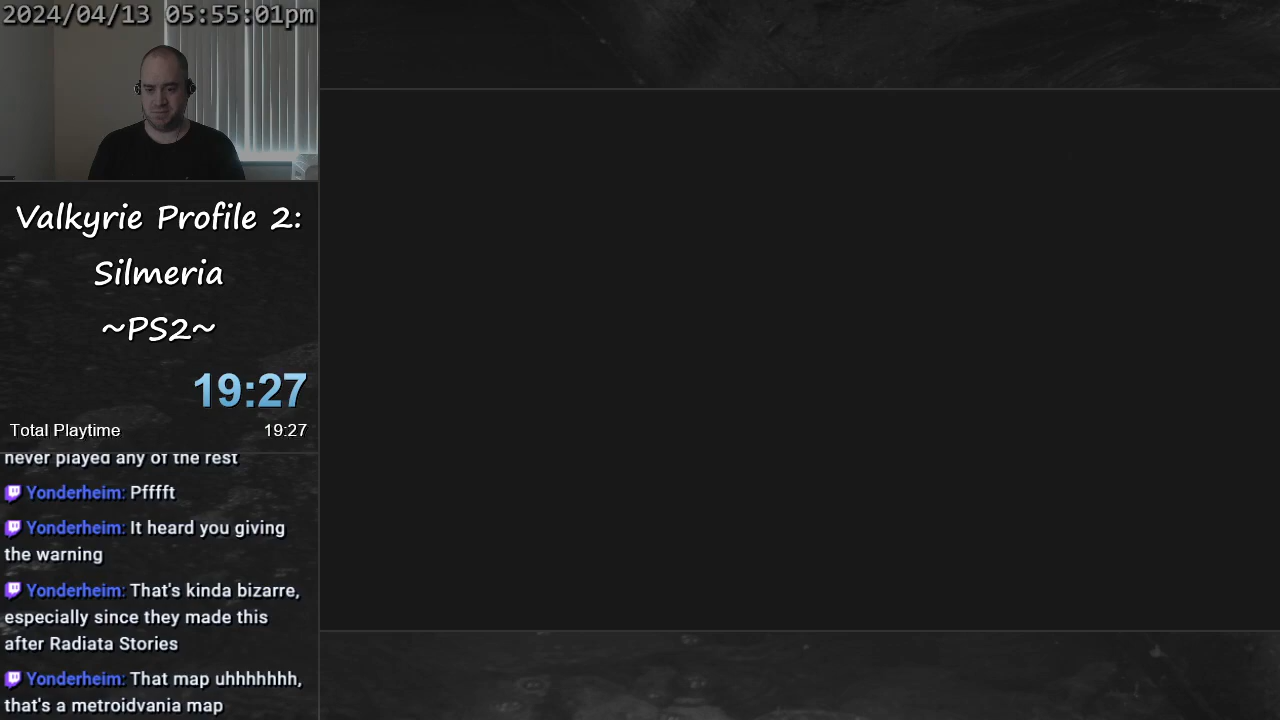 2024/04/13 05:55:01pm
Valkyrie Profile 2:
Silmeria
~PS2~
19:27
Total Playtime 19:27
never played any of the rest
Yonderheim: Pfffft
Yonderheim: It heard you giving
the warning
Yonderheim: That's kinda bizarre,
especially since they made this
after Radiata Stories
Yonderheim: That map uhhhhhhh,
that's a metroidvania map